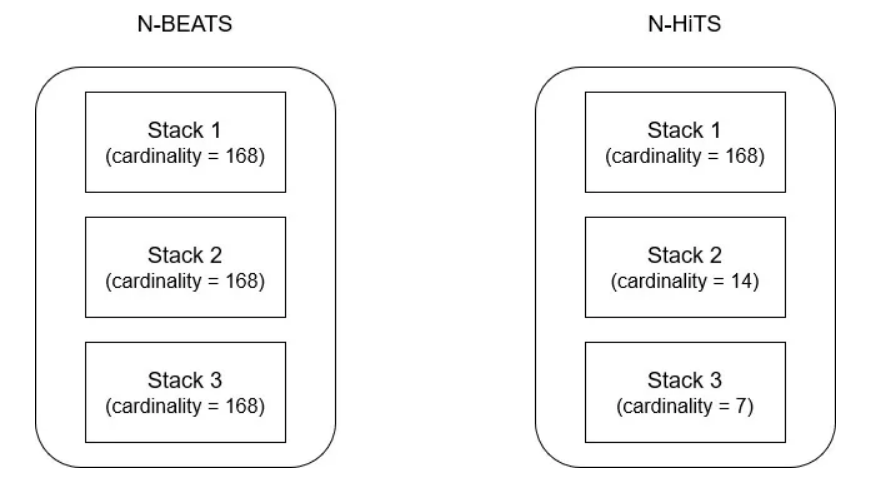 N-BEATS
Stack 1
(cardinality = 168)
Stack 2
(cardinality = 168)
Stack 3
(cardinality = 168)
N-HiTS
Stack 1
(cardinality = 168)
Stack 2
(cardinality = 14)
Stack 3
(cardinality = 7)